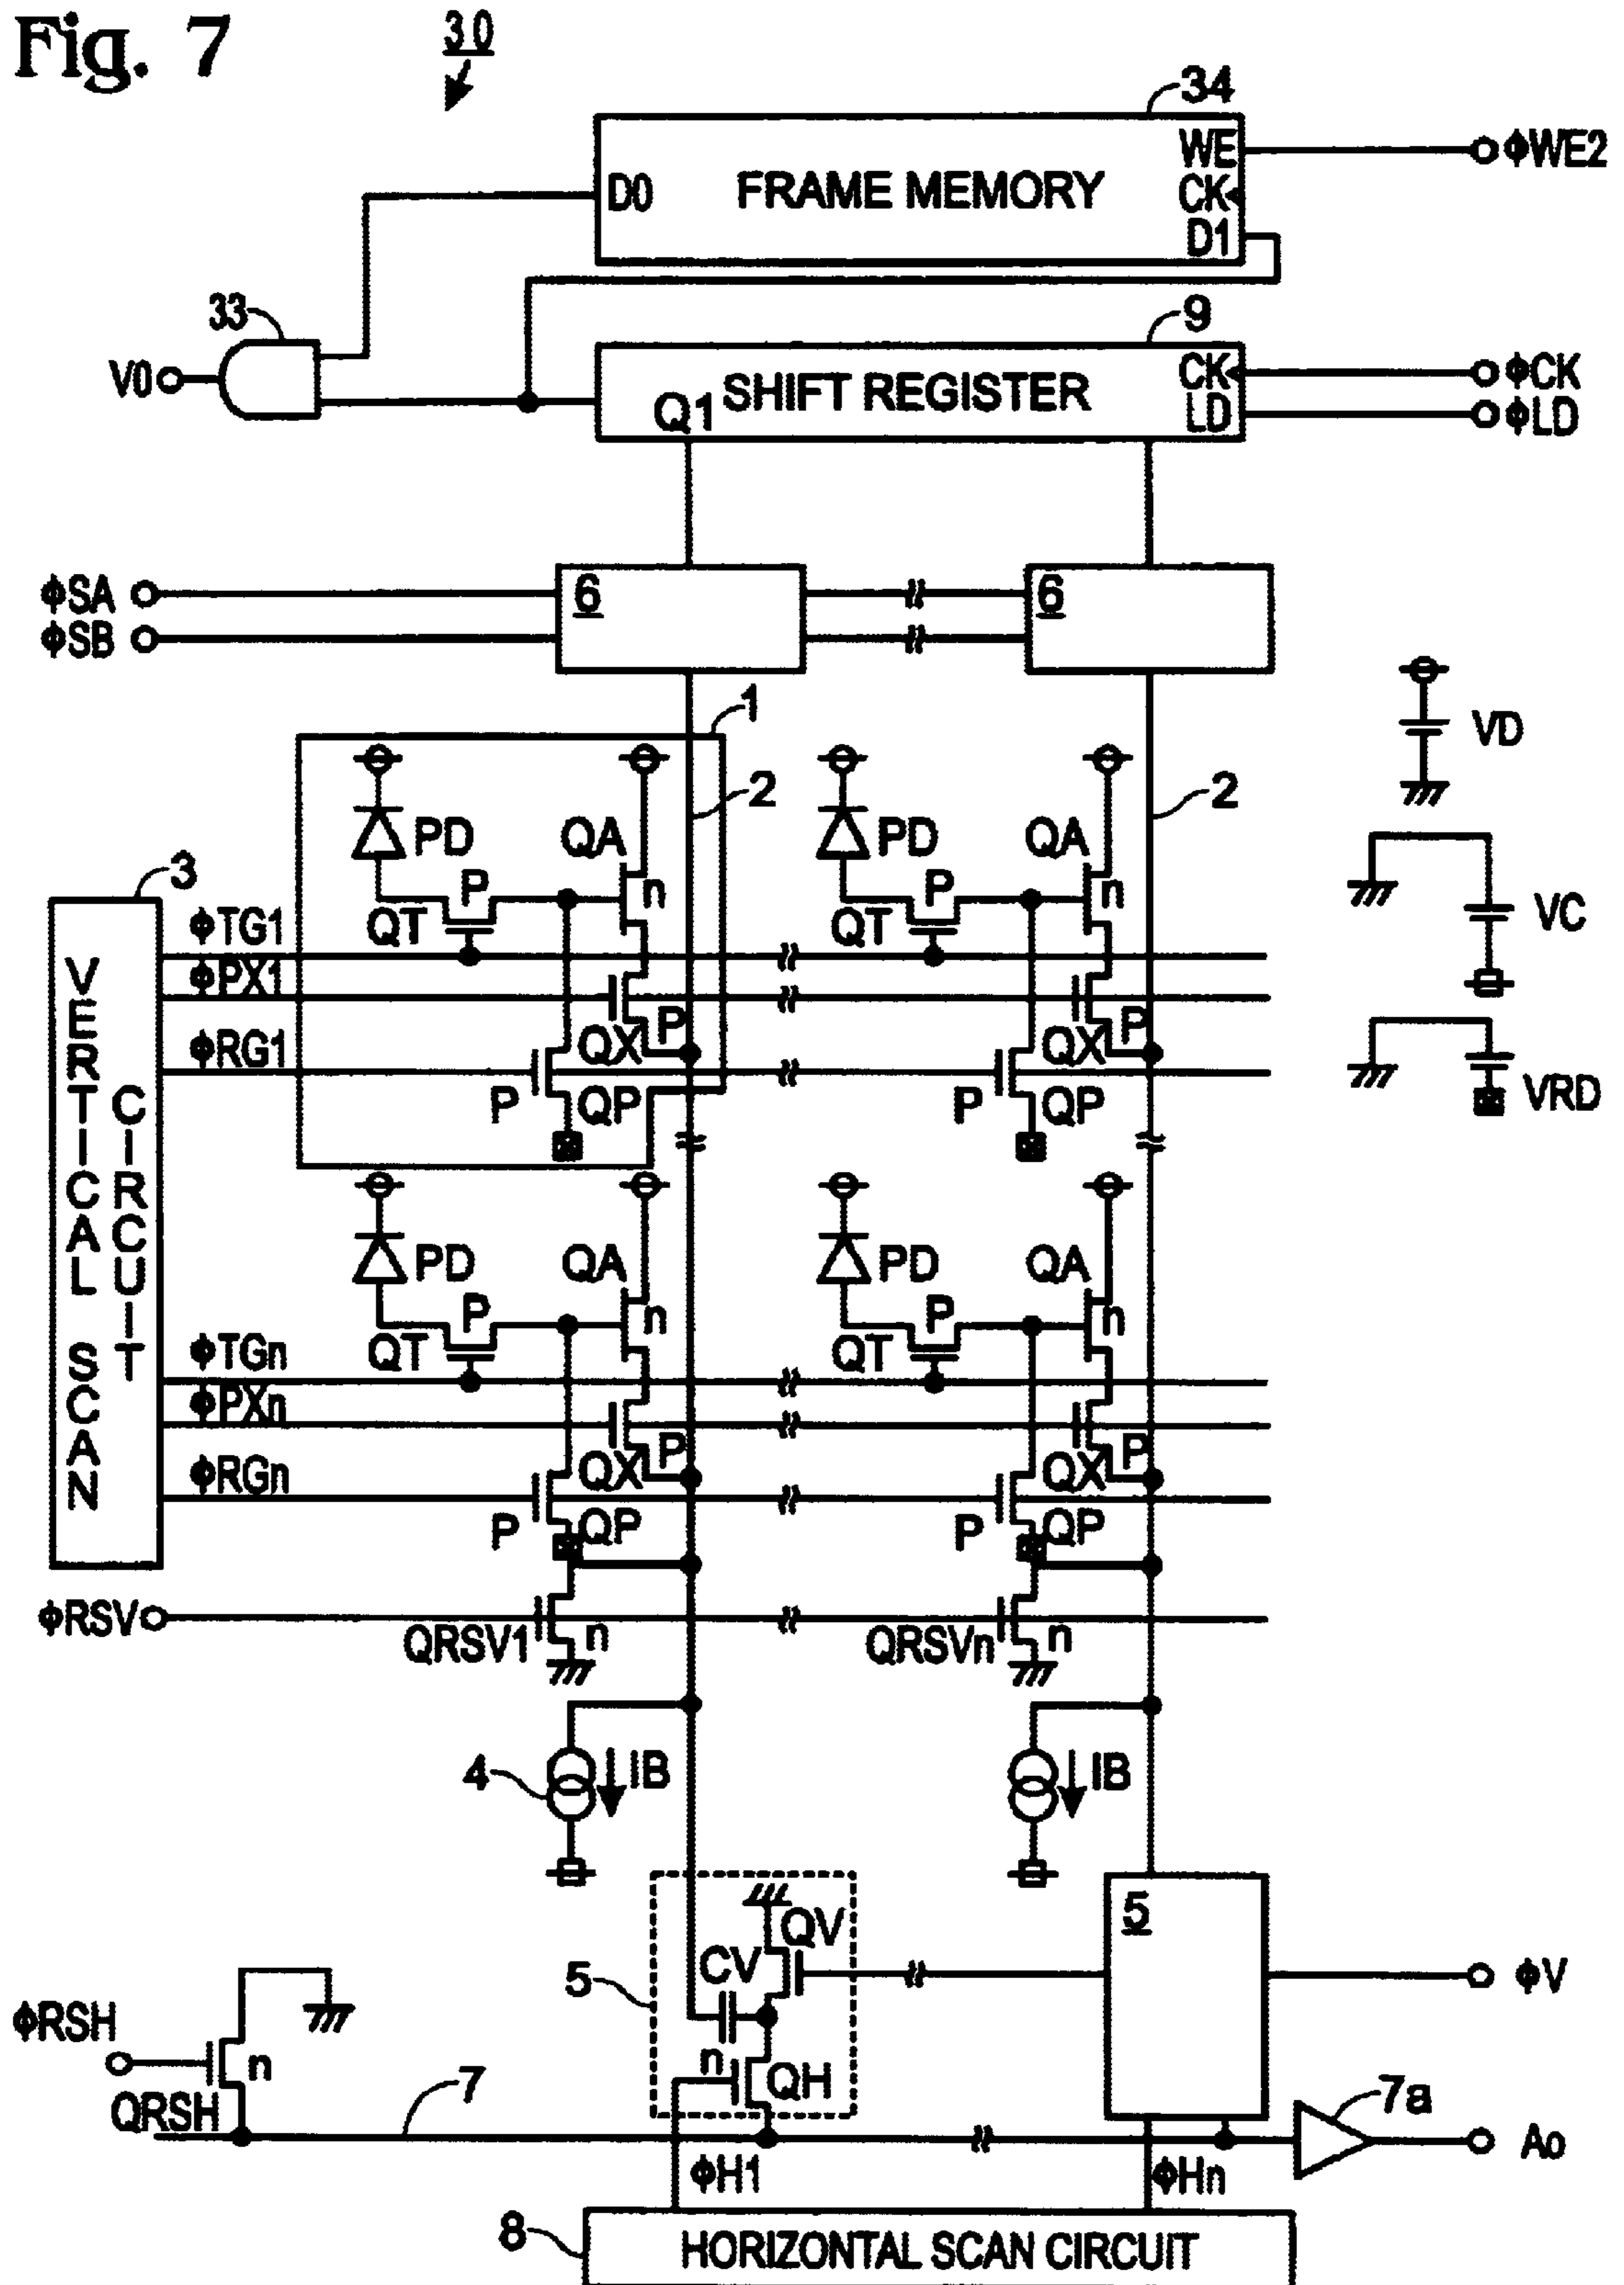 Fig. 7
30
34
WE
φWE2
D0
FRAME MEMORY
CK
D1
33
9
V0
SHIFT REGISTER
CK
φCK
Q1
LD
φLD
φSA
6
6
φSB
1
VD
2
2
PD
QA
PD
QA
3
P
n
P
n
VC
φTG1
QT
QT
φPX1
P
P
φRG1
QX
QX
P
QP
P
QP
VRD
VERTICAL SCAN
CIRCUIT
PD
QA
PD
QA
P
n
P
n
φTGn
QT
QT
φPXn
P
P
φRGn
QX
QX
P
QP
P
QP
φRSV
QRSV1
n
QRSVn
n
4
IB
IB
5
QV
CV
5
φV
φRSH
n
n
QH
QRSH
7
7a
Ao
φH1
φHn
8
HORIZONTAL SCAN CIRCUIT